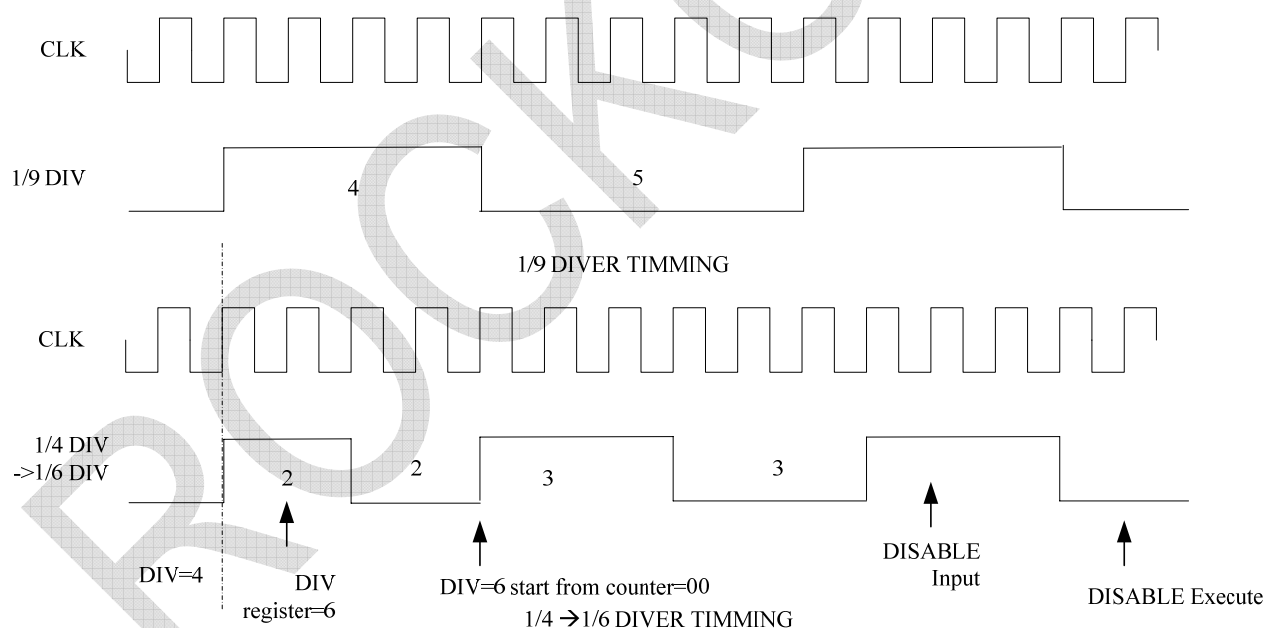 CLK
1/9 DIV
4
5
1/9 DIVER TIMMING
CLK
1/4 DIV
->1/6 DIV
2
2
3
3
DIV=4
DIV
register=6
DIV=6 start from counter=00
DISABLE
Input
DISABLE Execute
1/4 →1/6 DIVER TIMMING